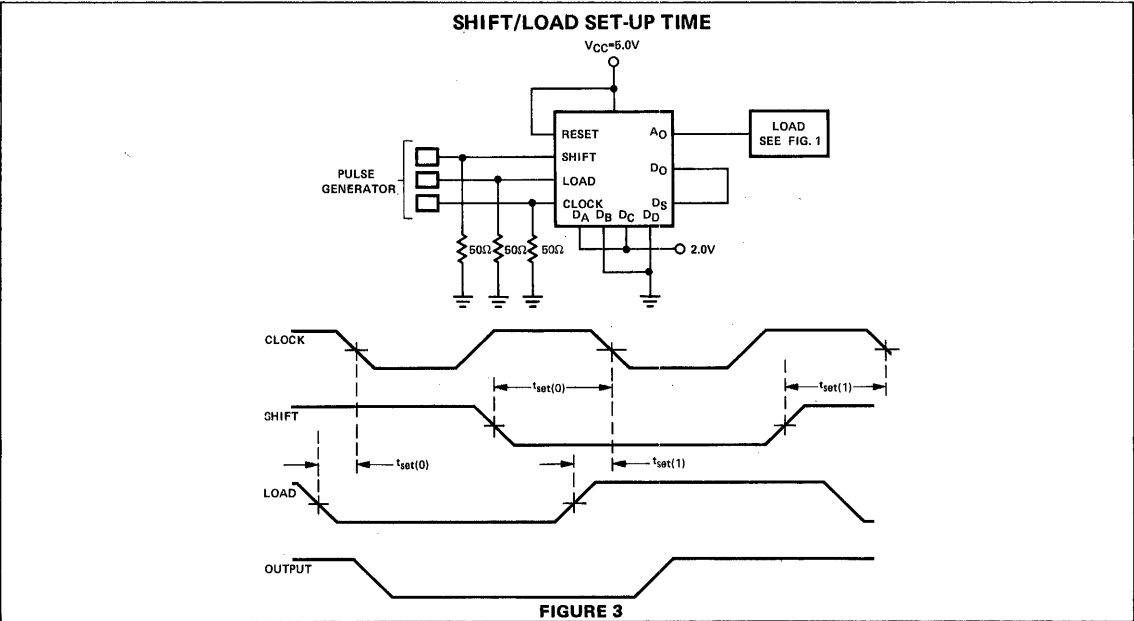 SHIFT/LOAD SET-UP TIME
VCC=5.0V
RESET
AO
LOAD
SEE FIG. 1
SHIFT
PULSE
GENERATOR
LOAD
DO
CLOCK
DS
DA DB DC DD
50Ω 50Ω 50Ω
2.0V
CLOCK
tset(0)
tset(1)
SHIFT
tset(0)
tset(1)
LOAD
OUTPUT
FIGURE 3